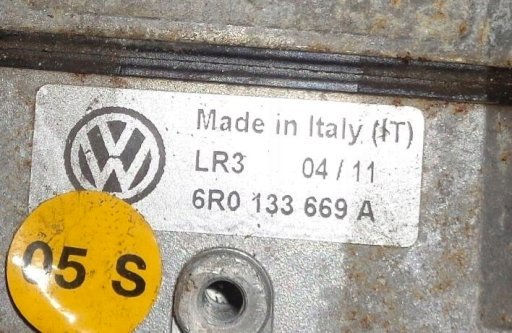 Made in Italy (IT)
LR3 04/11
6R0 133 669 A
05 S